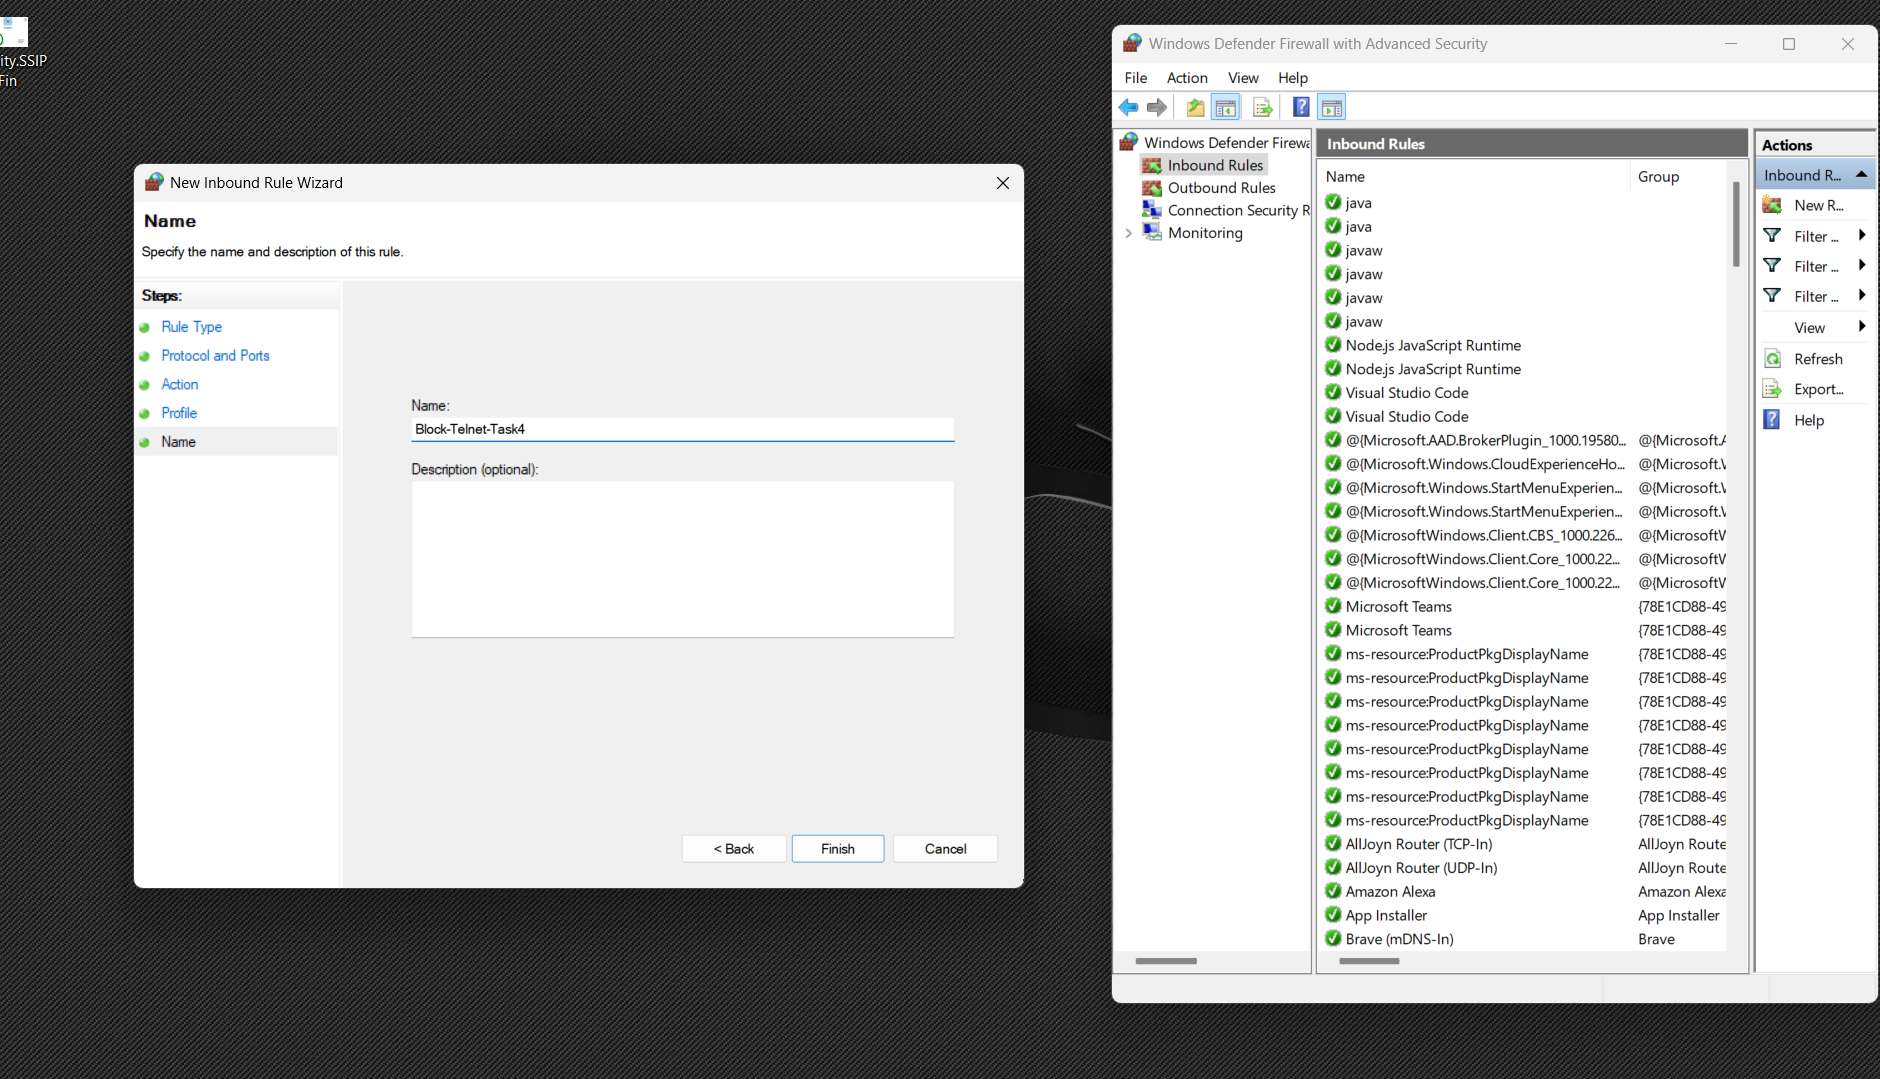 ity.SSIP
Fin
New Inbound Rule Wizard
Name
Specify the name and description of this rule.
Steps:
Rule Type
Protocol and Ports
Action
Profile
Name
Name:
Block-Telnet-Task4
Description (optional):
< Back
Finish
Cancel
Windows Defender Firewall with Advanced Security
File
Action
View
Help
Windows Defender Firewa
Inbound Rules
Outbound Rules
Connection Security R
Monitoring
Inbound Rules
Name
Group
java
java
javaw
javaw
javaw
javaw
Node.js JavaScript Runtime
Node.js JavaScript Runtime
Visual Studio Code
Visual Studio Code
@{Microsoft.AAD.BrokerPlugin_1000.19580... @{Microsoft.A
@{Microsoft.Windows.CloudExperienceHo... @{Microsoft.W
@{Microsoft.Windows.StartMenuExperien... @{Microsoft.W
@{Microsoft.Windows.StartMenuExperien... @{Microsoft.W
@{MicrosoftWindows.Client.CBS_1000.226... @{MicrosoftW
@{MicrosoftWindows.Client.Core_1000.22... @{MicrosoftW
@{MicrosoftWindows.Client.Core_1000.22... @{MicrosoftW
Microsoft Teams {78E1CD88-49
Microsoft Teams {78E1CD88-49
ms-resource:ProductPkgDisplayName {78E1CD88-49
ms-resource:ProductPkgDisplayName {78E1CD88-49
ms-resource:ProductPkgDisplayName {78E1CD88-49
ms-resource:ProductPkgDisplayName {78E1CD88-49
ms-resource:ProductPkgDisplayName {78E1CD88-49
ms-resource:ProductPkgDisplayName {78E1CD88-49
ms-resource:ProductPkgDisplayName {78E1CD88-49
ms-resource:ProductPkgDisplayName {78E1CD88-49
AllJoyn Router (TCP-In) AllJoyn Route
AllJoyn Router (UDP-In) AllJoyn Route
Amazon Alexa Amazon Alexa
App Installer App Installer
Brave (mDNS-In) Brave
Actions
Inbound R...
New R...
Filter ...
Filter ...
Filter ...
View
Refresh
Export...
Help